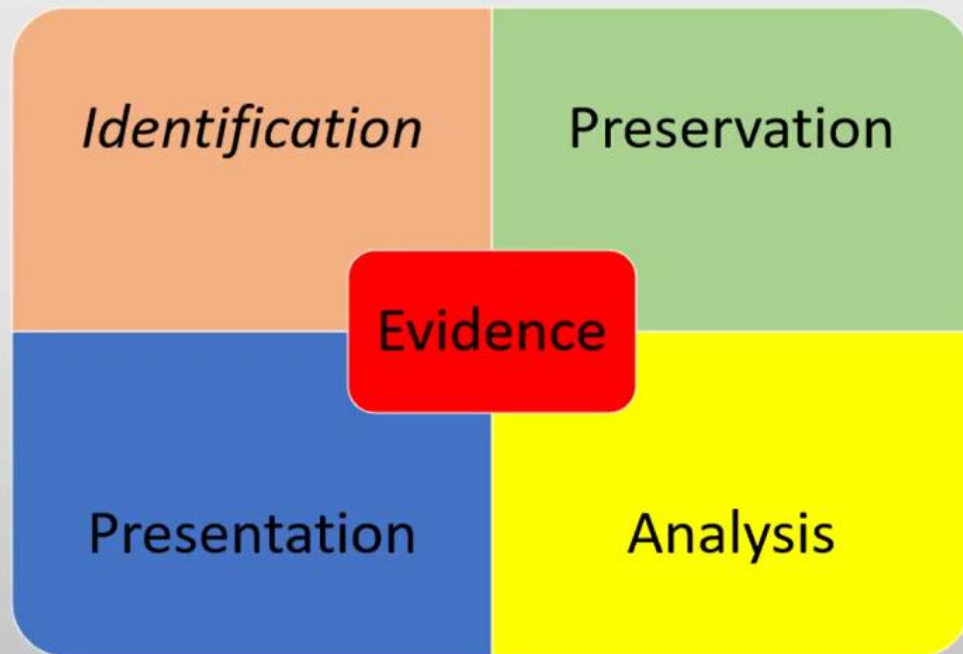 Identification
Preservation
Evidence
Presentation
Analysis